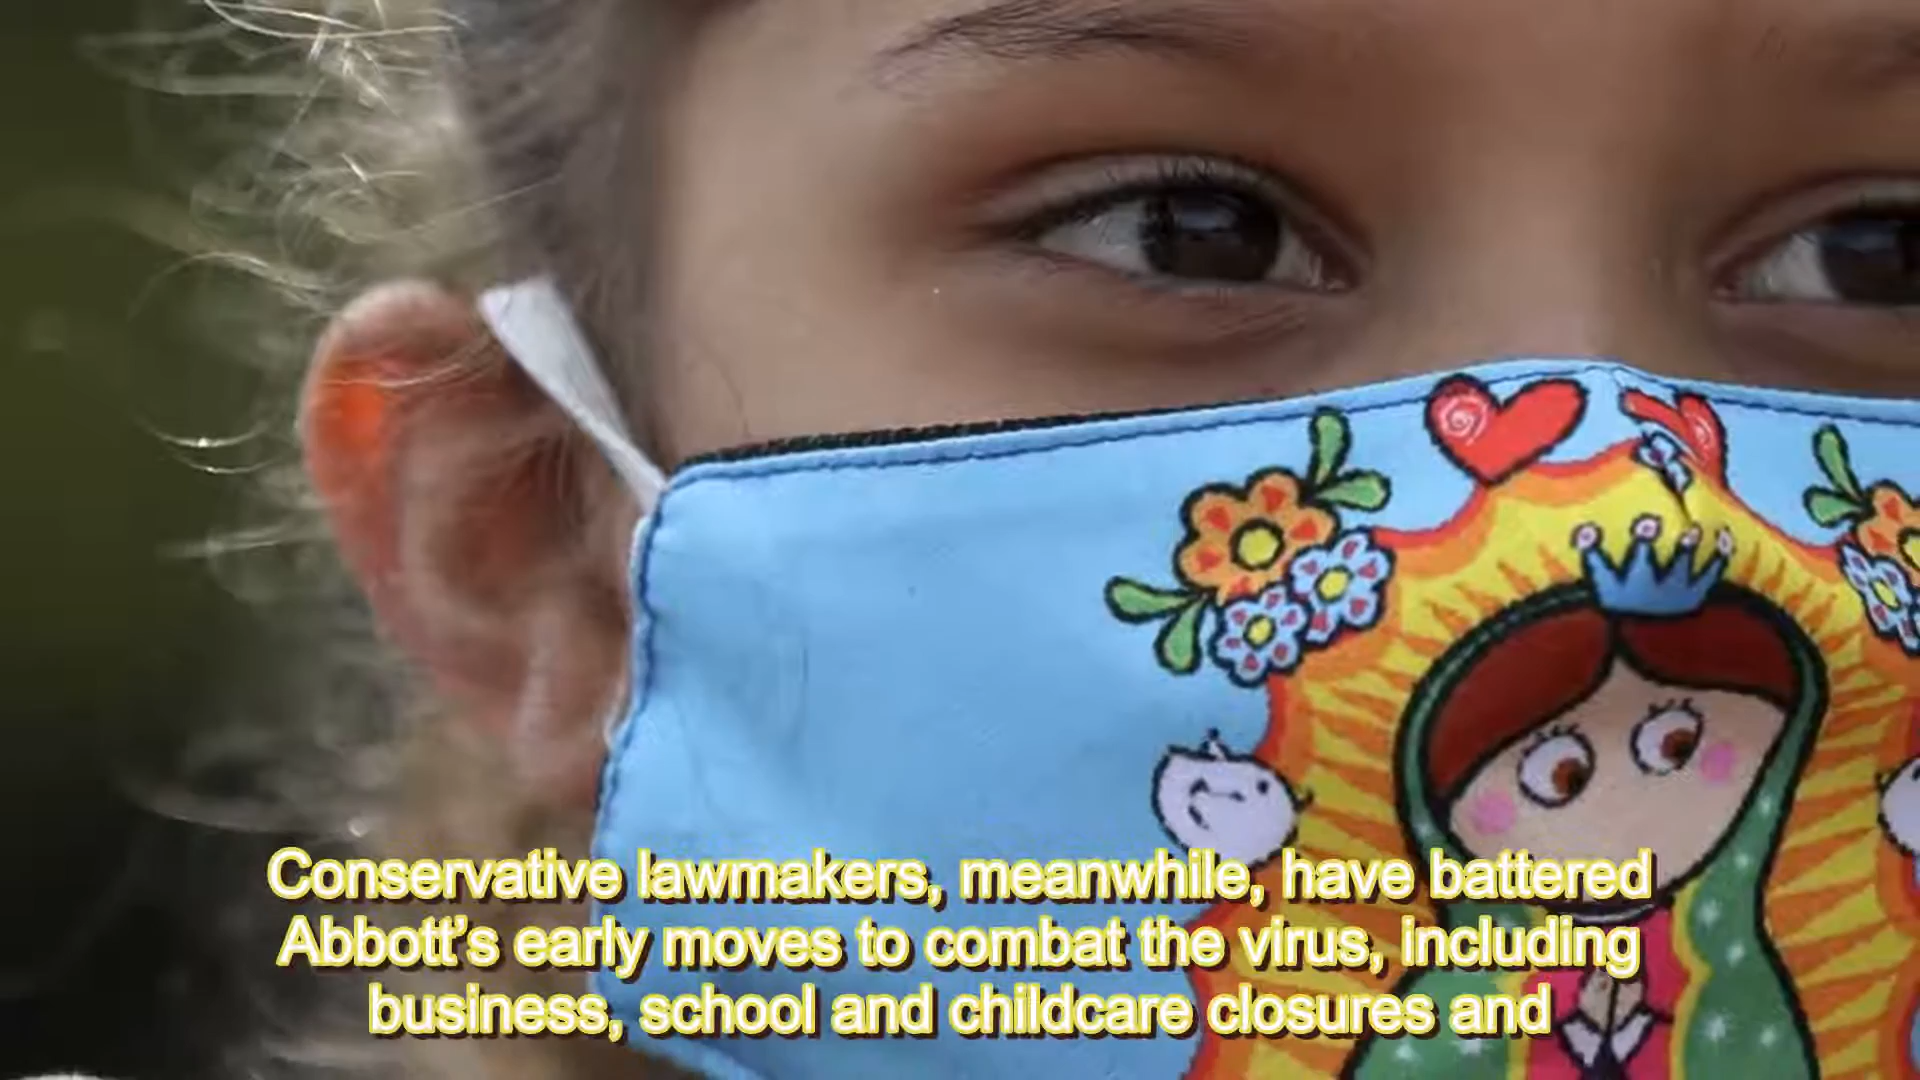 Conservative lawmakers, meanwhile, have battered
Abbott’s early moves to combat the virus, including
business, school and childcare closures and